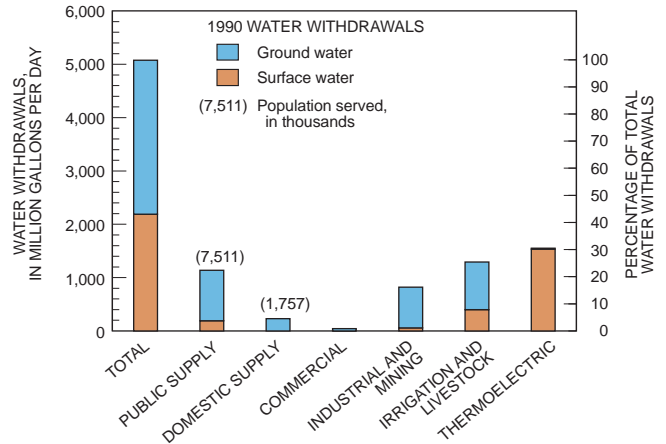 1990 WATER WITHDRAWALS
Ground water
Surface water
(7,511) Population served,
in thousands
WATER WITHDRAWALS,
IN MILLION GALLONS PER DAY
6,000
5,000
4,000
3,000
2,000
1,000
0
(7,511)
(1,757)
100
90
80
70
60
50
40
30
20
10
0
PERCENTAGE OF TOTAL
WATER WITHDRAWALS
TOTAL
PUBLIC SUPPLY
DOMESTIC SUPPLY
COMMERCIAL
INDUSTRIAL AND
MINING
IRRIGATION AND
LIVESTOCK
THERMOELECTRIC